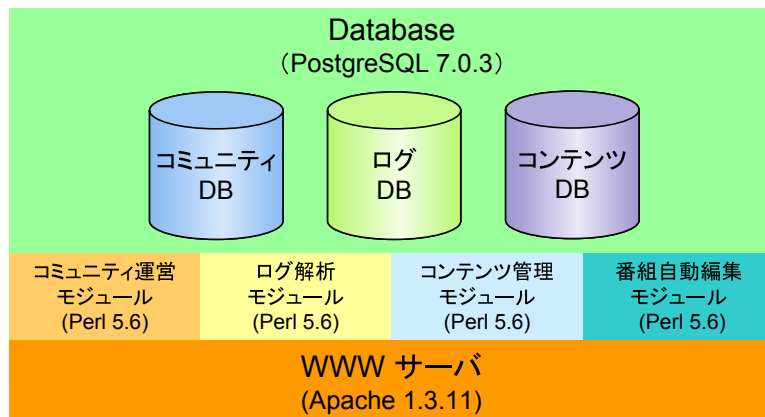 Database
（PostgreSQL 7.0.3）
コミュニティ
DB
ログ
DB
コンテンツ
DB
コミュニティ運営
モジュール
(Perl 5.6)
ログ解析
モジュール
(Perl 5.6)
コンテンツ管理
モジュール
(Perl 5.6)
番組自動編集
モジュール
(Perl 5.6)
WWW サーバ
(Apache 1.3.11)